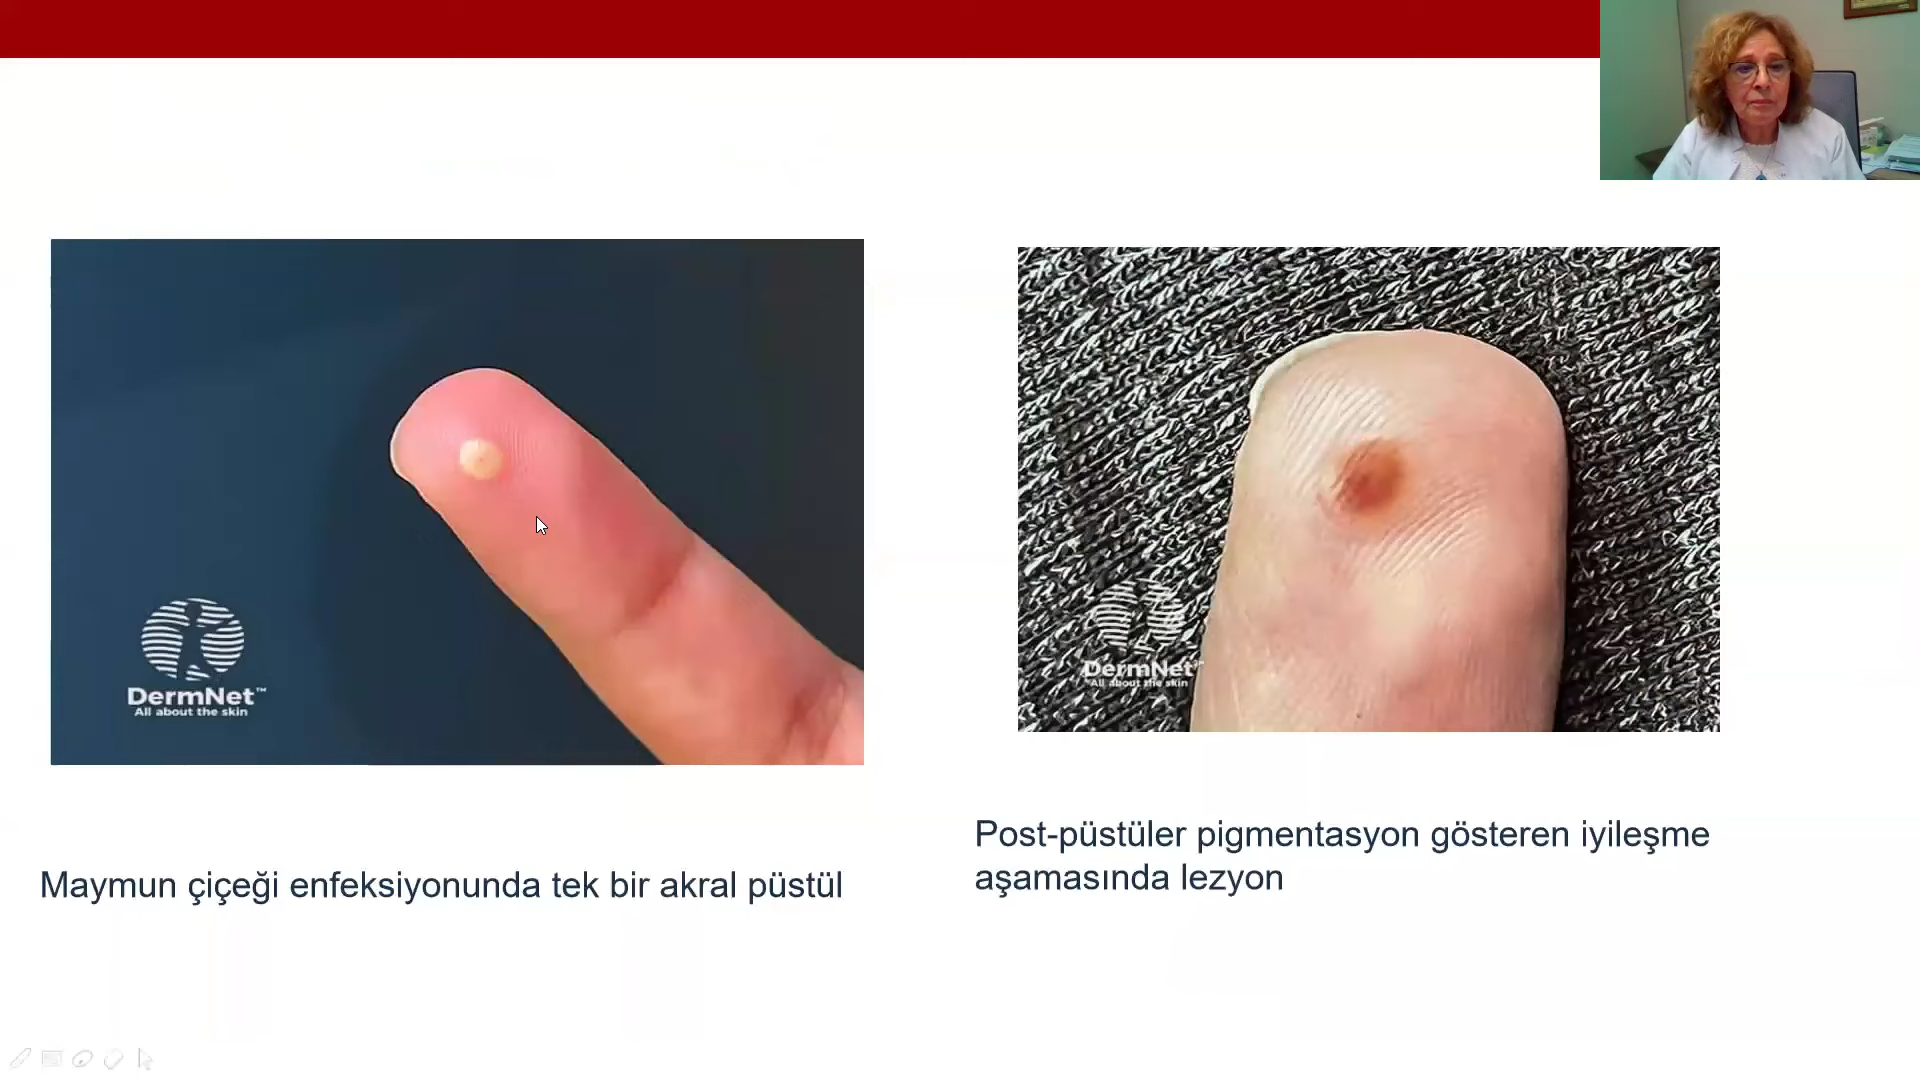 DermNet™
All about the skin
DermNet™
All about the skin
Maymun çiçeği enfeksiyonunda tek bir akral püstül
Post-püstüler pigmentasyon gösteren iyileşme
aşamasında lezyon